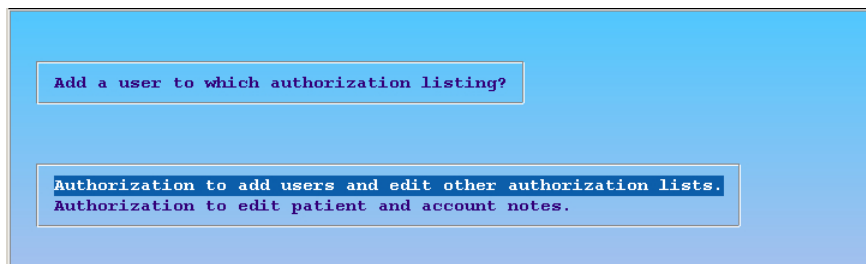 Add a user to which authorization listing?
Authorization to add users and edit other authorization lists.
Authorization to edit patient and account notes.